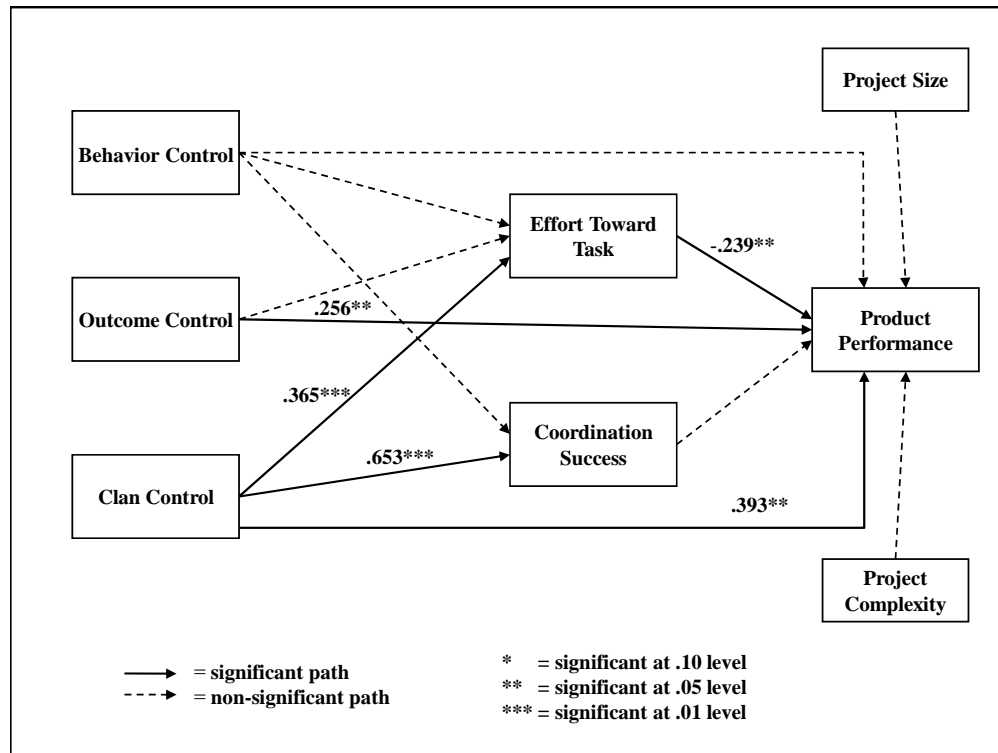 Project Size
Behavior Control
Effort Toward
Task
-.239**
Outcome Control
.256**
Product
Performance
.365***
Coordination
Success
.653***
Clan Control
.393**
Project
Complexity
= significant path
= non-significant path
* = significant at .10 level
** = significant at .05 level
*** = significant at .01 level